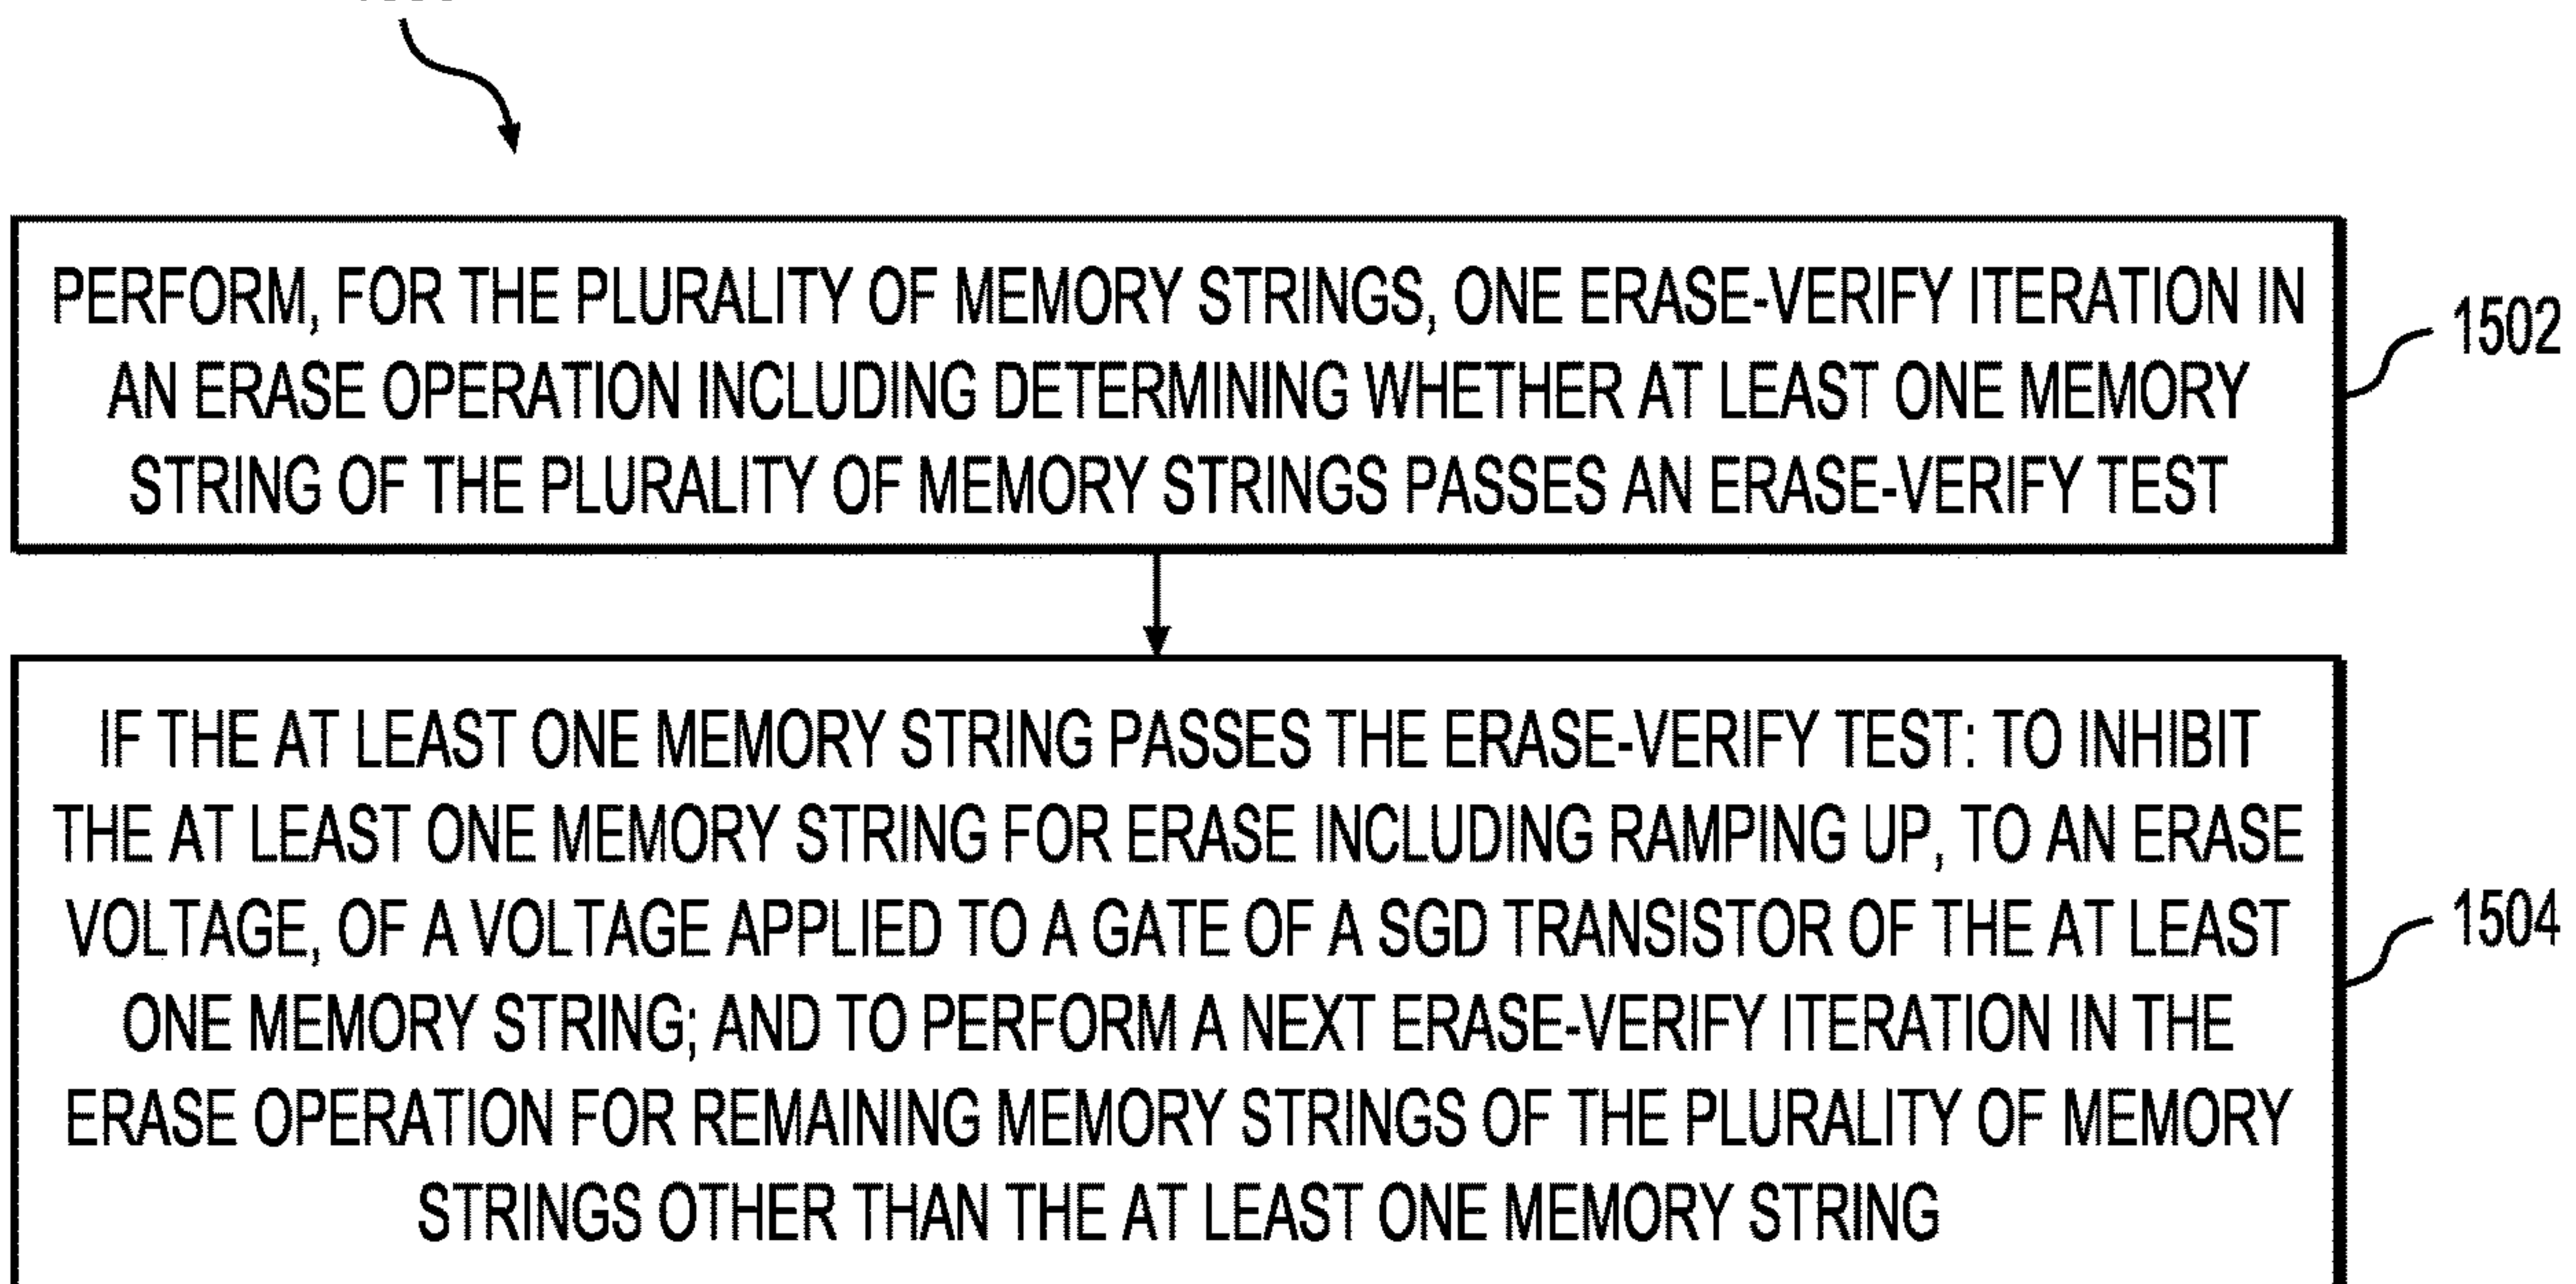 PERFORM, FOR THE PLURALITY OF MEMORY STRINGS, ONE ERASE-VERIFY ITERATION IN
AN ERASE OPERATION INCLUDING DETERMINING WHETHER AT LEAST ONE MEMORY
STRING OF THE PLURALITY OF MEMORY STRINGS PASSES AN ERASE-VERIFY TEST
1502
IF THE AT LEAST ONE MEMORY STRING PASSES THE ERASE-VERIFY TEST: TO INHIBIT
THE AT LEAST ONE MEMORY STRING FOR ERASE INCLUDING RAMPING UP, TO AN ERASE
VOLTAGE, OF A VOLTAGE APPLIED TO A GATE OF A SGD TRANSISTOR OF THE AT LEAST
ONE MEMORY STRING; AND TO PERFORM A NEXT ERASE-VERIFY ITERATION IN THE
ERASE OPERATION FOR REMAINING MEMORY STRINGS OF THE PLURALITY OF MEMORY
STRINGS OTHER THAN THE AT LEAST ONE MEMORY STRING
1504